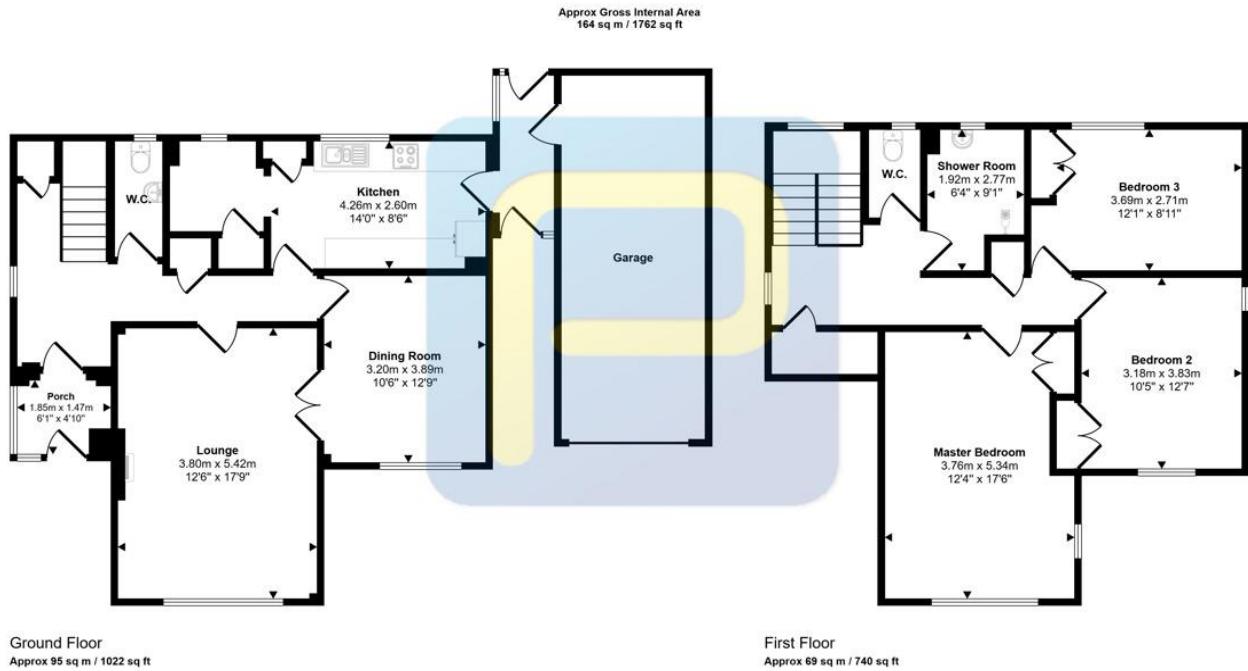 Approx Gross Internal Area
164 sq m / 1762 sq ft
W.C.
Kitchen
4.26m x 2.60m
14'0" x 8'6"
Garage
Dining Room
3.20m x 3.89m
10'6" x 12'9"
Porch
1.85m x 1.47m
6'1" x 4'10"
Lounge
3.80m x 5.42m
12'6" x 17'9"
Ground Floor
Approx 95 sq m / 1022 sq ft
W.C.
Shower Room
1.92m x 2.77m
6'4" x 9'1"
Bedroom 3
3.69m x 2.71m
12'1" x 8'11"
Bedroom 2
3.18m x 3.83m
10'5" x 12'7"
Master Bedroom
3.76m x 5.34m
12'4" x 17'6"
First Floor
Approx 69 sq m / 740 sq ft